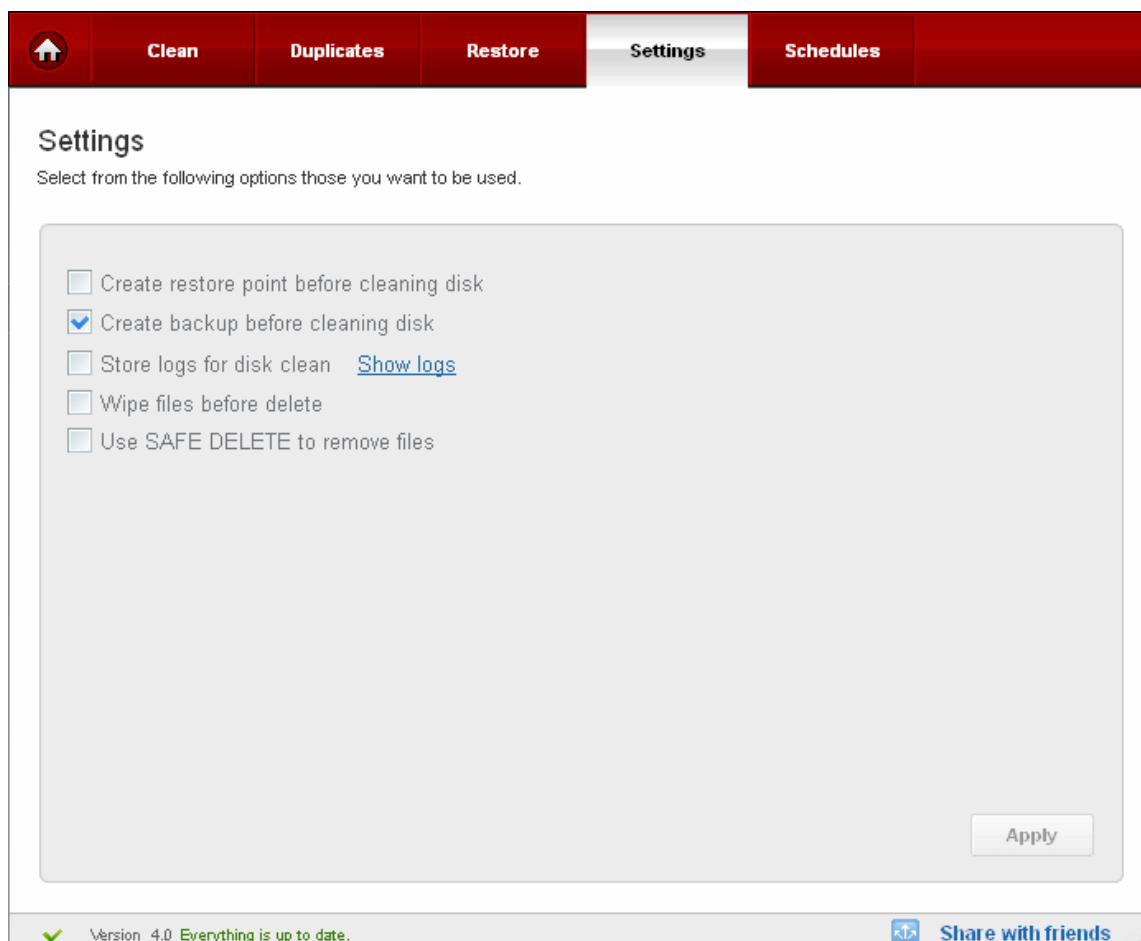 Clean Duplicates Restore Settings Schedules
Settings
Select from the following options those you want to be used.
Create restore point before cleaning disk
Create backup before cleaning disk
Store logs for disk clean Show logs
Wipe files before delete
Use SAFE DELETE to remove files
Apply
Version 4.0 Everything is up to date. Share with friends